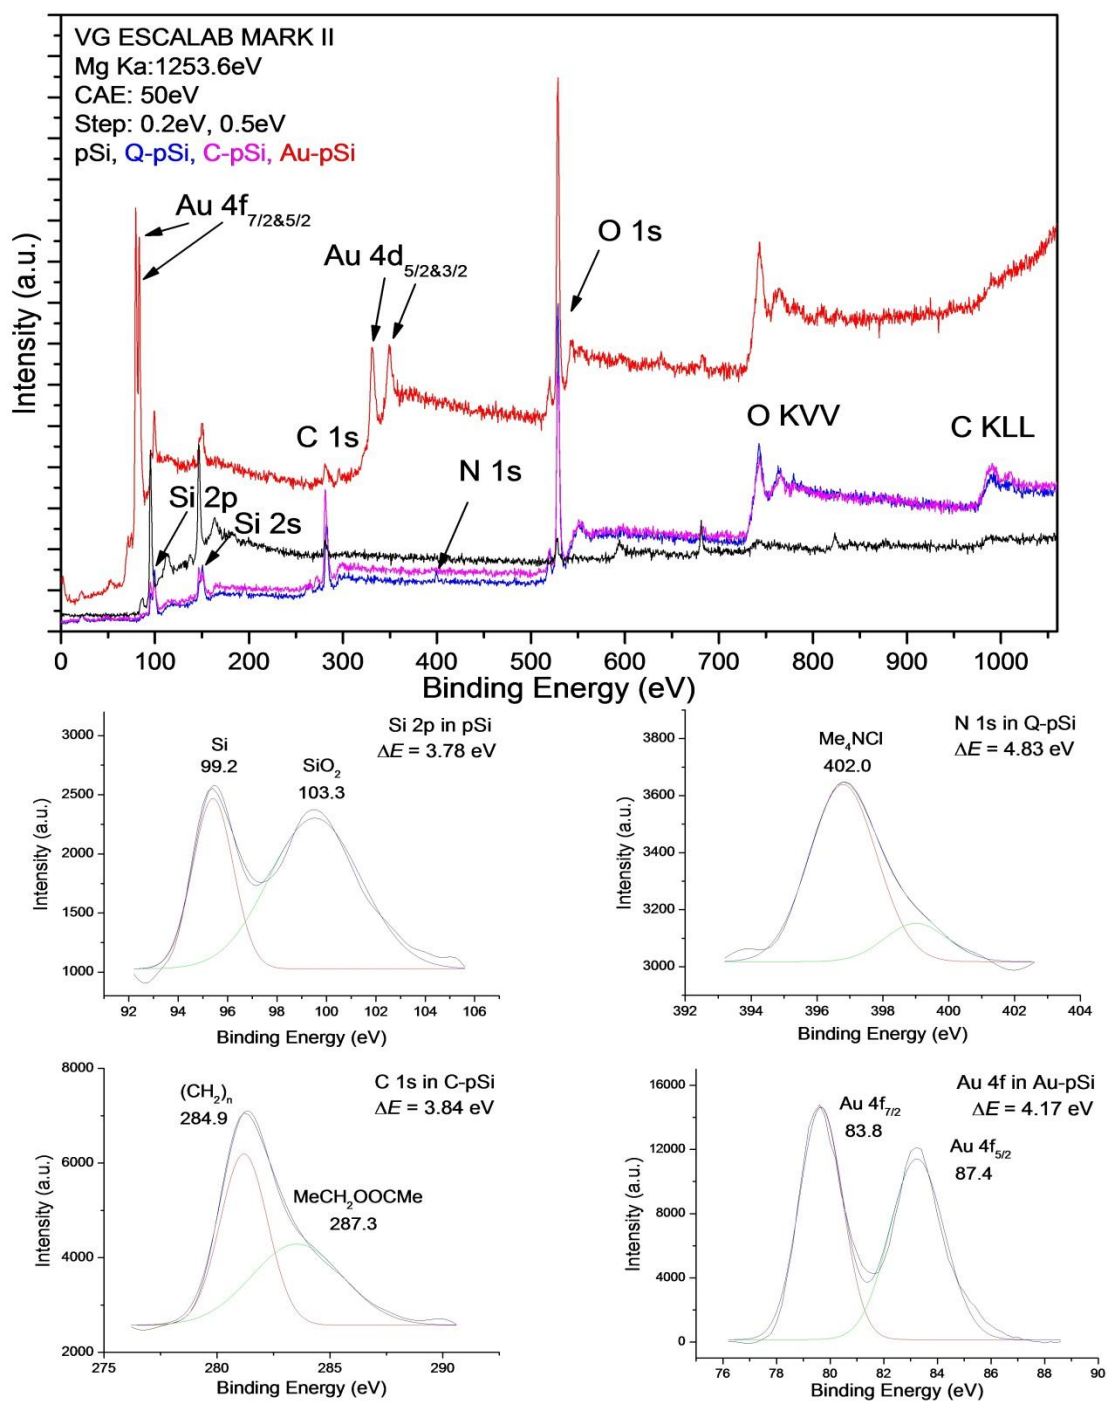 VG ESCALAB MARK II
Mg Ka:1253.6eV
CAE: 50eV
Step: 0.2eV, 0.5eV
pSi, Q-pSi, C-pSi, Au-pSi
Au 4f7/2&5/2
Au 4d5/2&3/2
O 1s
C 1s
N 1s
Si 2p
Si 2s
O KVV
C KLL
Intensity (a.u.)
0 100 200 300 400 500 600 700 800 900 1000
Binding Energy (eV)
Si 2p in pSi
ΔE = 3.78 eV
Si
99.2
SiO2
103.3
Intensity (a.u.)
3000
2500
2000
1500
1000
92 94 96 98 100 102 104 106
Binding Energy (eV)
N 1s in Q-pSi
ΔE = 4.83 eV
Me4NCl
402.0
Intensity (a.u.)
3800
3600
3400
3200
3000
392 394 396 398 400 402 404
Binding Energy (eV)
C 1s in C-pSi
ΔE = 3.84 eV
(CH2)n
284.9
MeCH2OOCMe
287.3
Intensity (a.u.)
8000
6000
4000
2000
275 280 285 290
Binding Energy (eV)
Au 4f in Au-pSi
ΔE = 4.17 eV
Au 4f7/2
83.8
Au 4f5/2
87.4
Intensity (a.u.)
16000
12000
8000
4000
0
76 78 80 82 84 86 88 90
Binding Energy (eV)